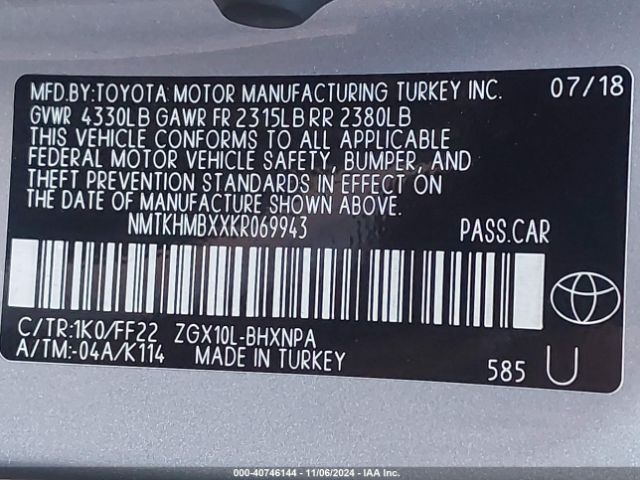 MFD.BY:TOYOTA MOTOR MANUFACTURING TURKEY INC. 07/18
GVWR 4330LB GAWR FR 2315LB RR 2380LB
THIS VEHICLE CONFORMS TO ALL APPLICABLE
FEDERAL MOTOR VEHICLE SAFETY, BUMPER, AND
THEFT PREVENTION STANDARDS IN EFFECT ON
THE DATE OF MANUFACTURE SHOWN ABOVE.
NMTKHMBXXKR069943 PASS.CAR
C/TR:1K0/FF22 ZGX10L-BHXNPA
A/TM:-04A/K114 MADE IN TURKEY
585 U
000-40746144 - 11/06/2024 - IAA Inc.